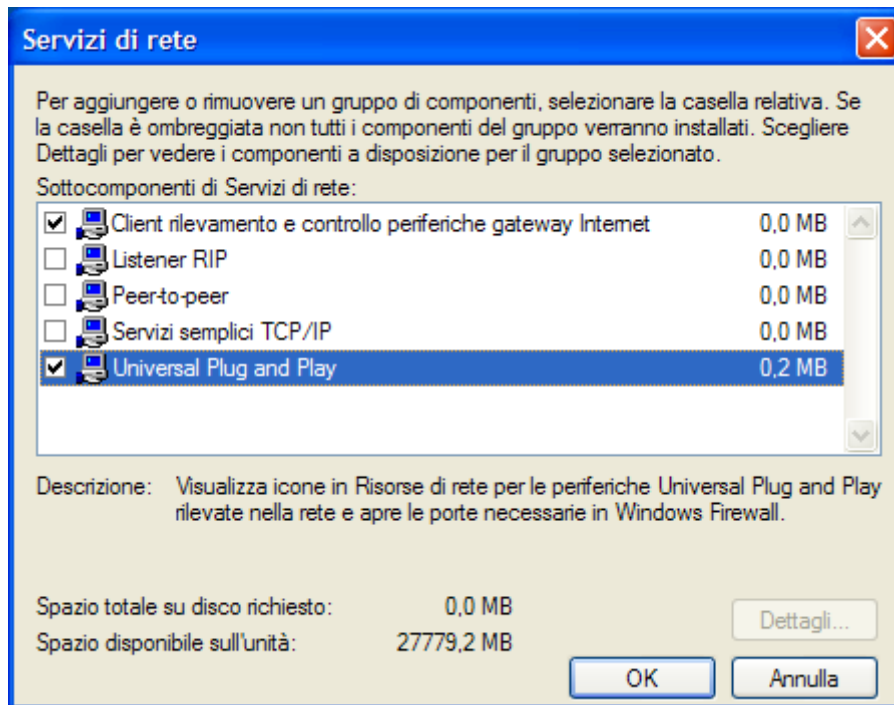 Servizi di rete
Per aggiungere o rimuovere un gruppo di componenti, selezionare la casella relativa. Se
la casella è ombreggiata non tutti i componenti del gruppo verranno installati. Scegliere
Dettagli per vedere i componenti a disposizione per il gruppo selezionato.
Sottocomponenti di Servizi di rete:
Client rilevamento e controllo periferiche gateway Internet 0,0 MB
Listener RIP 0,0 MB
Peer-to-peer 0,0 MB
Servizi semplici TCP/IP 0,0 MB
Universal Plug and Play 0,2 MB
Descrizione: Visualizza icone in Risorse di rete per le periferiche Universal Plug and Play
rilevate nella rete e apre le porte necessarie in Windows Firewall.
Spazio totale su disco richiesto: 0,0 MB
Spazio disponibile sull'unità: 27779,2 MB
Dettagli...
OK Annulla